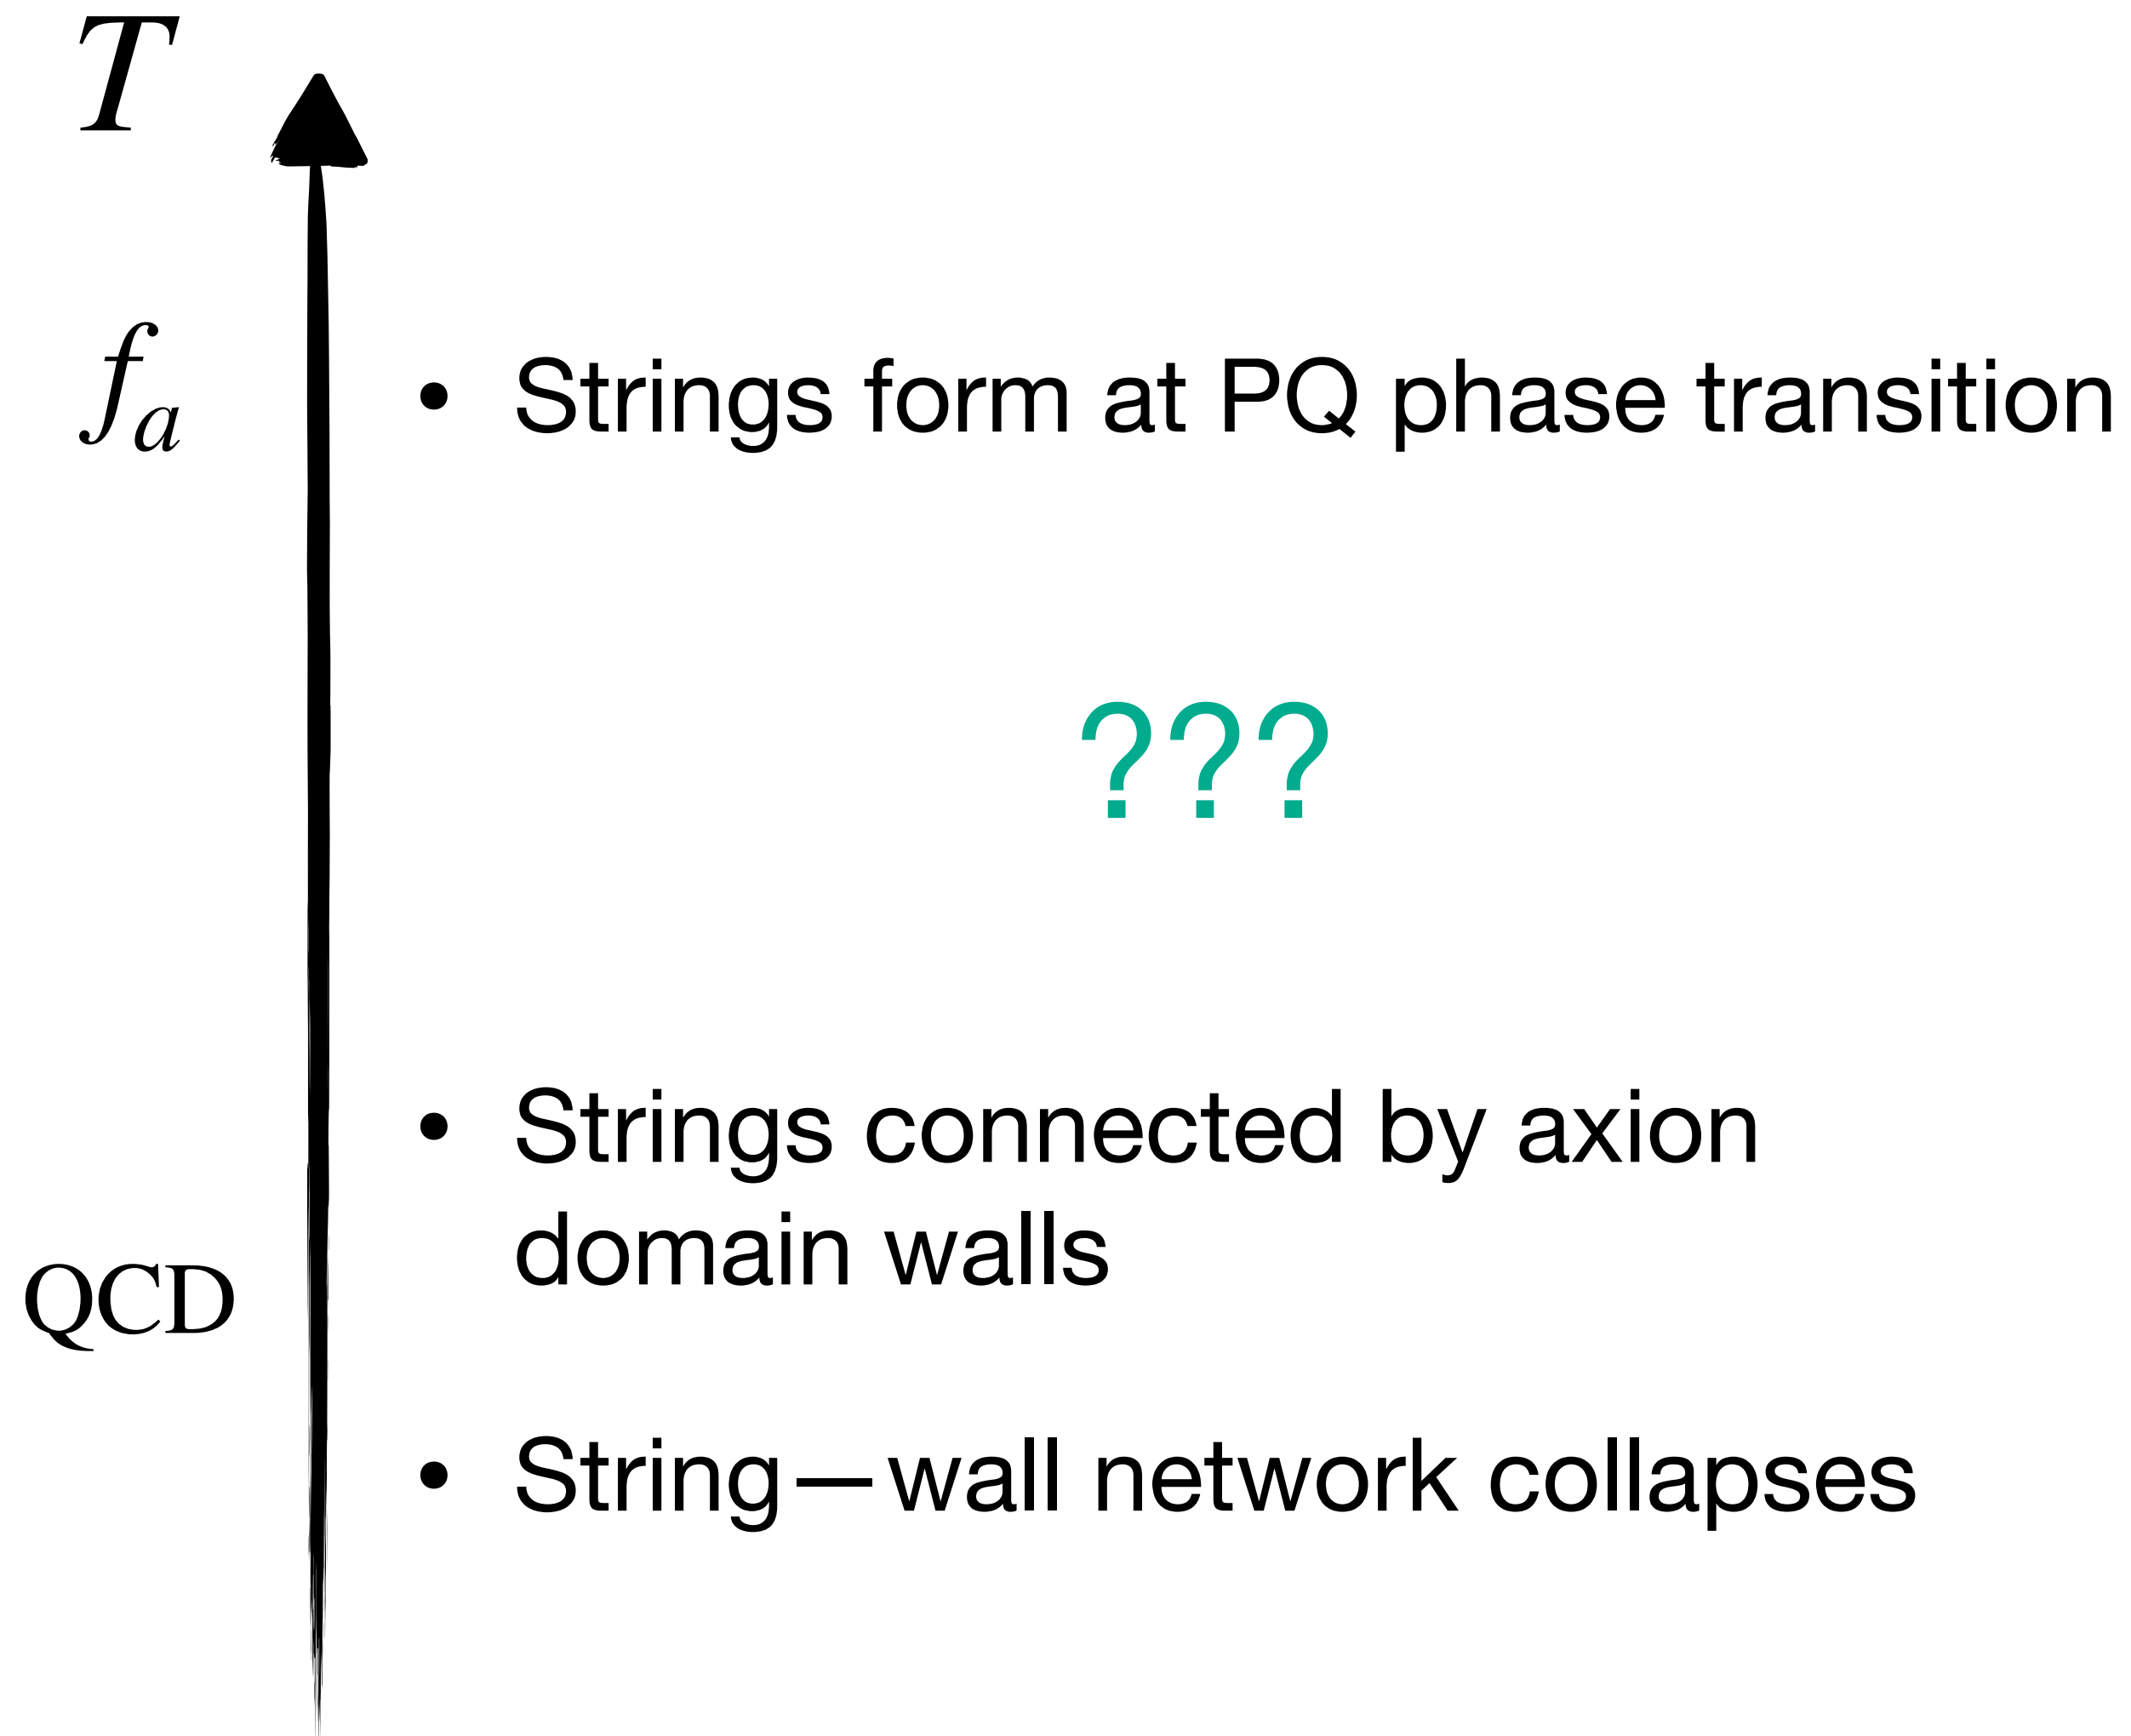 T
f_a
• Strings form at PQ phase transition
???
• Strings connected by axion
domain walls
QCD
• String—wall network collapses